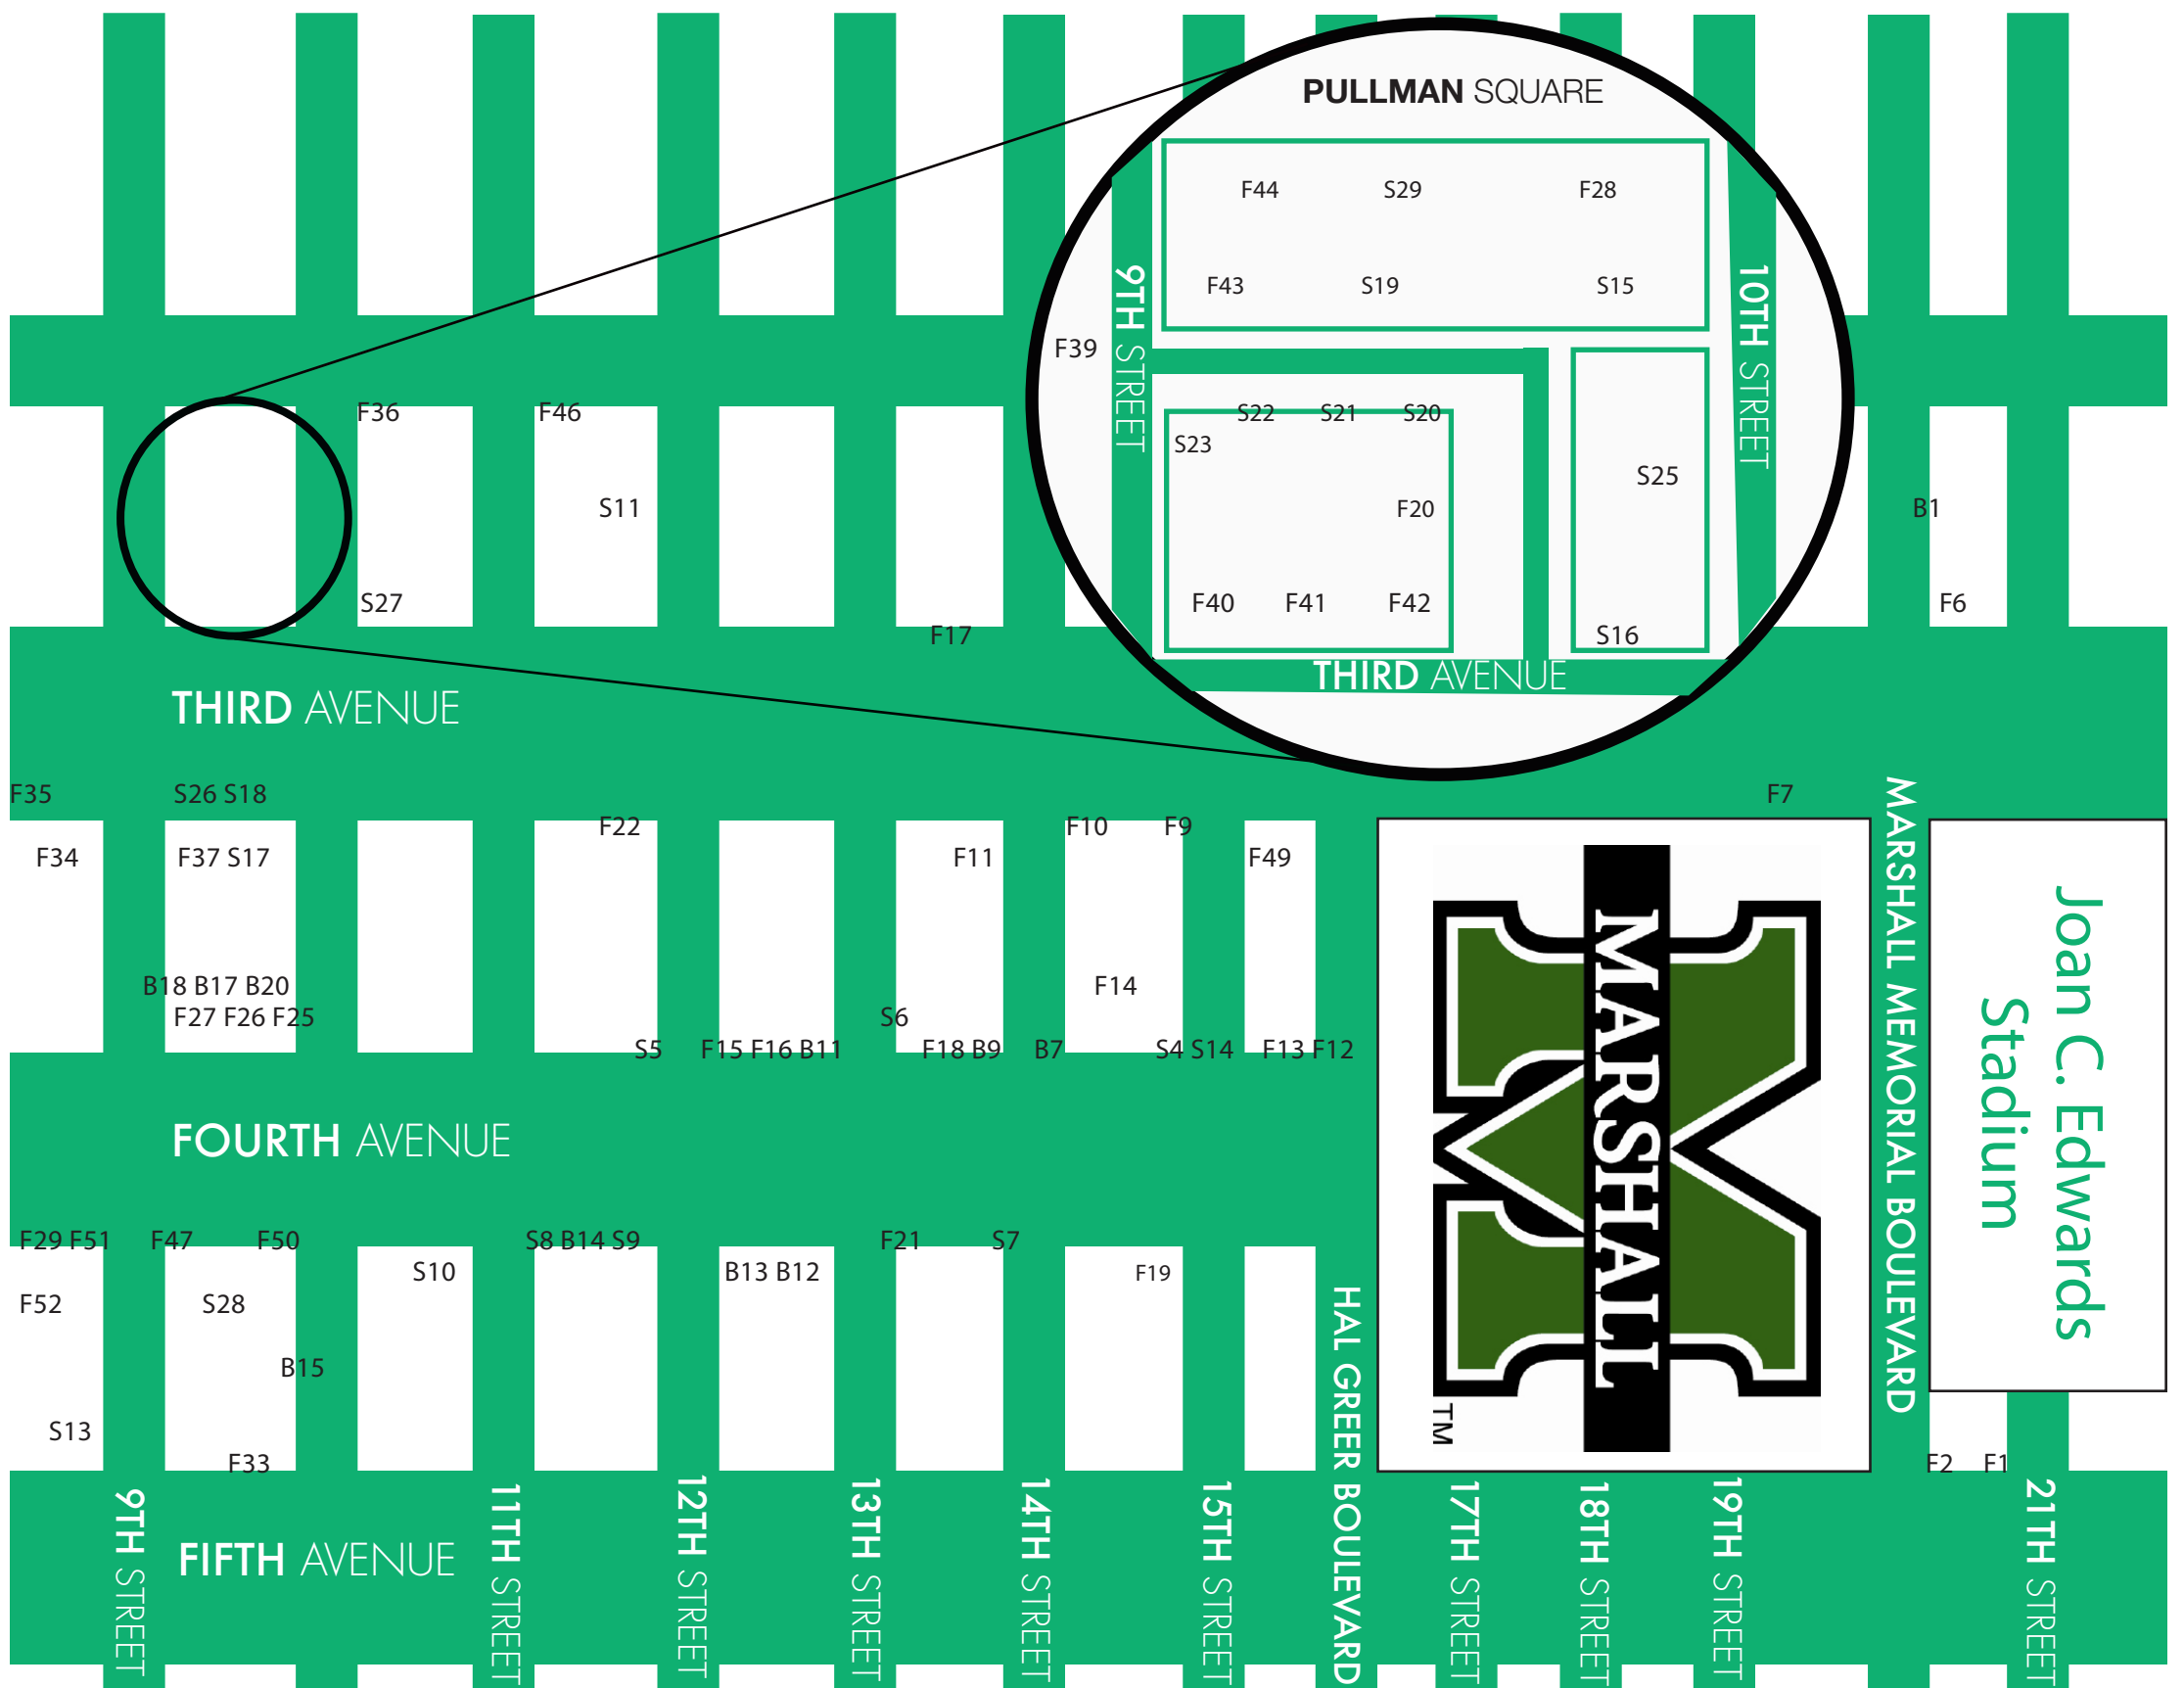 PULLMAN SQUARE
F44 S29 F28
9TH STREET
10TH STREET
F43 S19 S15
F39
F36 F46
S22 S21 S20
S23
S25
S11
F20
B1
S27
F40 F41 F42
F6
F17
S16
THIRD AVENUE
THIRD AVENUE
F35 S26 S18
F7
F22 F10 F9
F34 F37 S17 F11 F49
MARSHALL MEMORIAL BOULEVARD
Joan C. Edwards
Stadium
MARSHALL
TM
B18 B17 B20 F14
F27 F26 F25 S6
S5 F15 F16 B11 F18 B9 B7 S4 S14 F13 F12
FOURTH AVENUE
F29 F51 F47 F50 S8 B14 S9 F21 S7
S10 B13 B12 F19
F52 S28
B15
S13
F33 F2 F1
HAL GREER BOULEVARD
FIFTH AVENUE
9TH STREET
11TH STREET
12TH STREET
13TH STREET
14TH STREET
15TH STREET
17TH STREET
18TH STREET
19TH STREET
21TH STREET